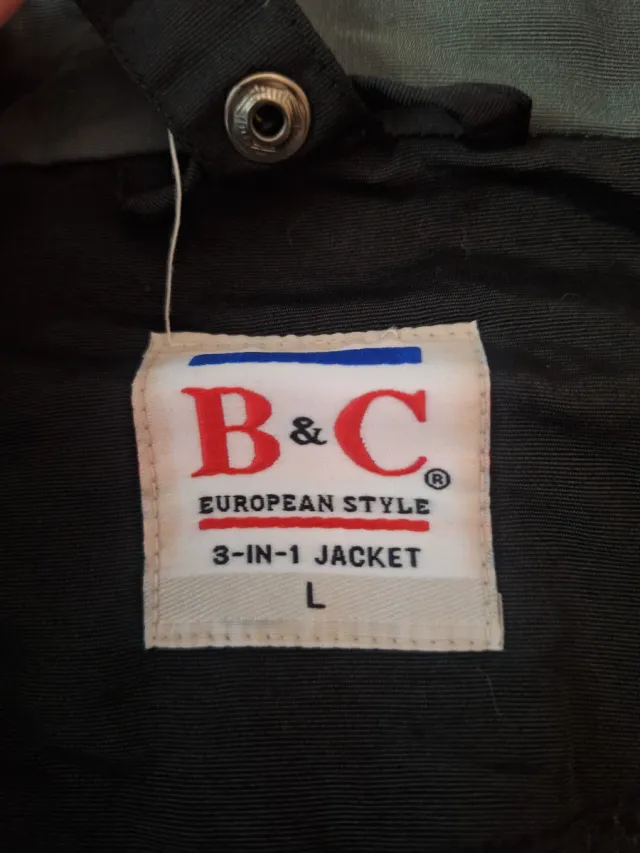 B&C®
EUROPEAN STYLE
3-IN-1 JACKET
L